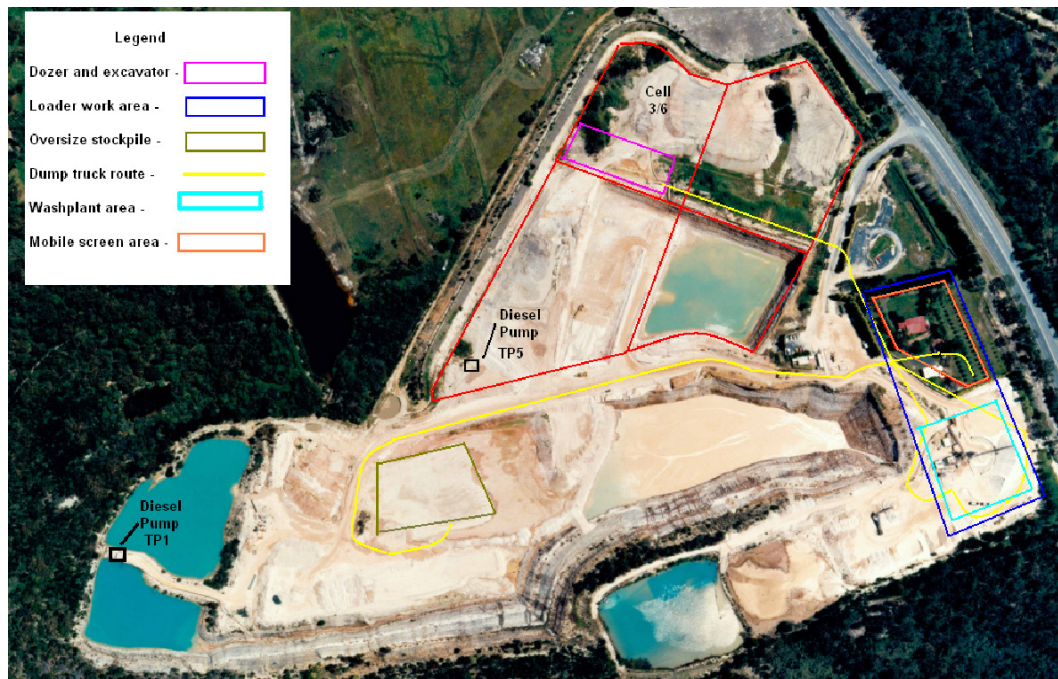 Legend
Dozer and excavator -
Loader work area -
Oversize stockpile -
Dump truck route -
Washplant area -
Mobile screen area -
Cell
3/6
Diesel
Pump
TP5
Diesel
Pump
TP1